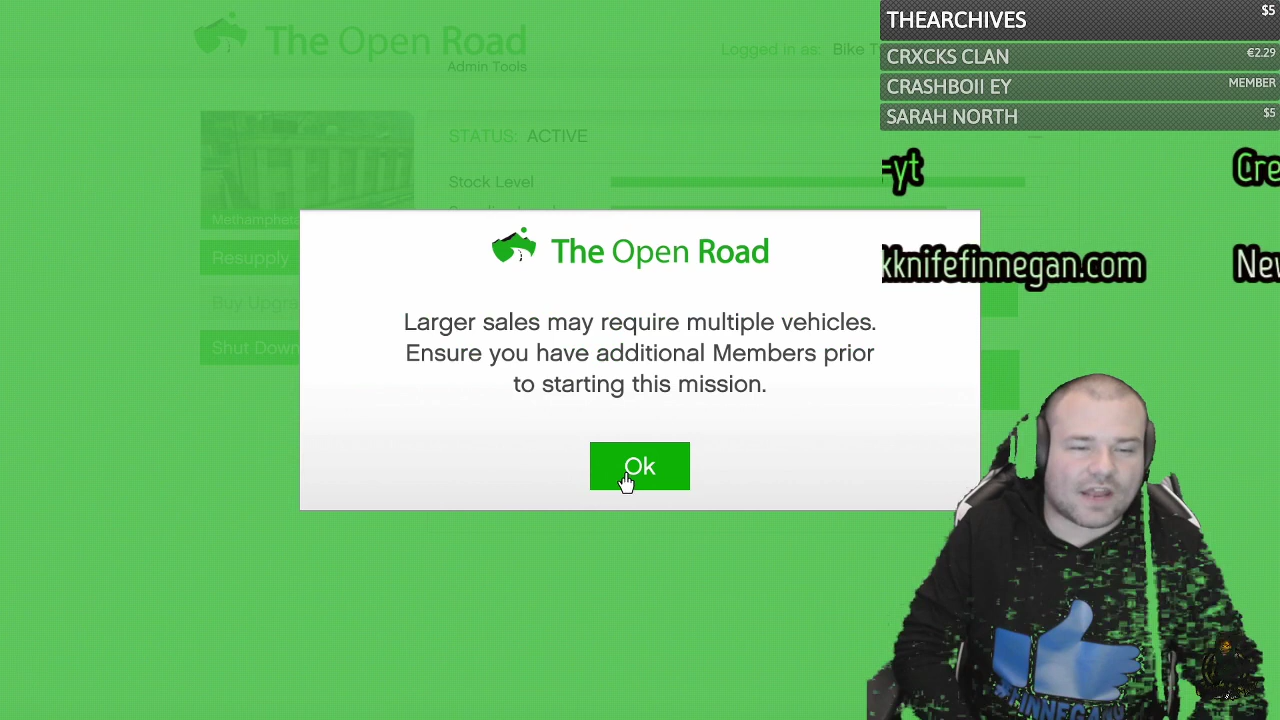 The Open Road
Admin Tools
Logged in as: Bike
STATUS: ACTIVE
Stock Level
Resupply
Shut Down
The Open Road
Larger sales may require multiple vehicles.
Ensure you have additional Members prior
to starting this mission.
Ok
THEARCHIVES $5
CRXCKS CLAN €2.29
CRASHBOII EY MEMBER
SARAH NORTH $5
-yt Cre
kknifefinnegan.com Nev